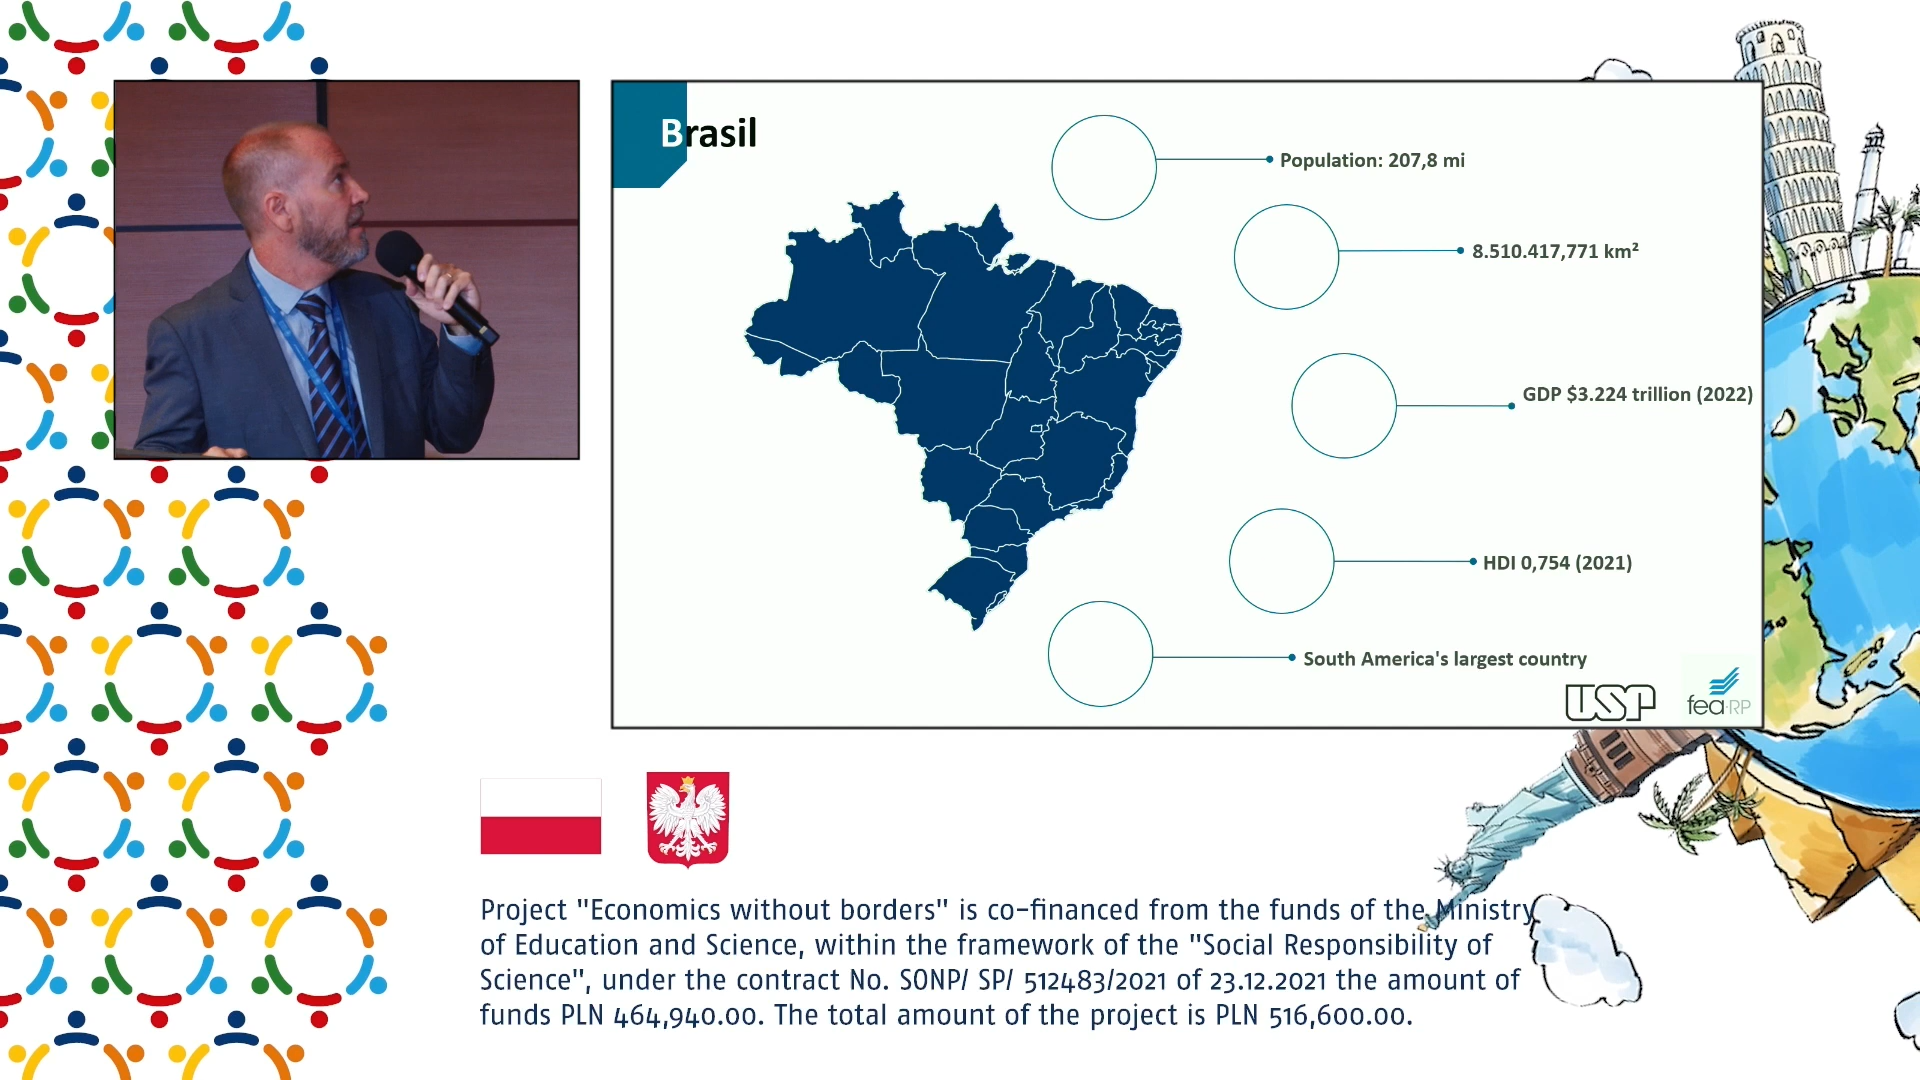 Brasil
Population: 207,8 mi
8.510.417,771 km²
GDP $3.224 trillion (2022)
HDI 0,754 (2021)
South America's largest country
USP
fea-RP
Project "Economics without borders" is co-financed from the funds of the Ministry
of Education and Science, within the framework of the "Social Responsibility of
Science", under the contract No. SONP/ SP/ 512483/2021 of 23.12.2021 the amount of
funds PLN 464,940.00. The total amount of the project is PLN 516,600.00.